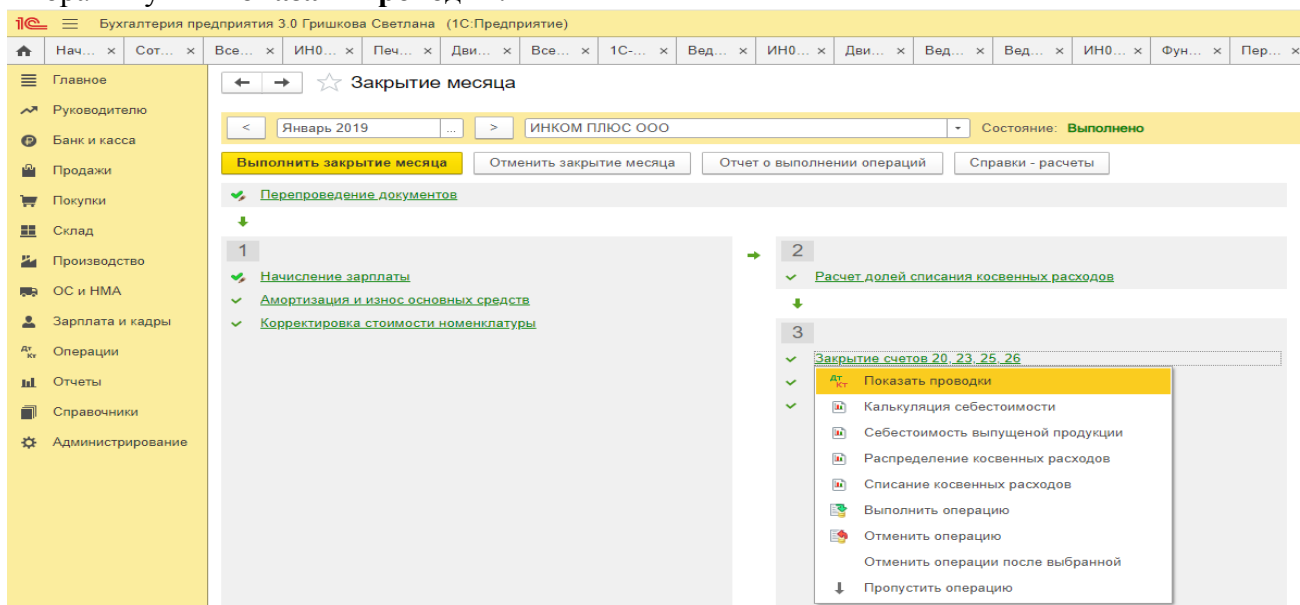 1С Бухгалтерия предприятия 3.0 Гришкова Светлана (1С:Предприятие)
Нач... × Сот... × Все... × ИН0... × Печ... × Дви... × Все... × 1С-... × Вед... × ИН0... × Дви... × Вед... × Вед... × ИН0... × Фун... × Пер... ×
Главное
Руководителю
Банк и касса
Продажи
Покупки
Склад
Производство
ОС и НМА
Зарплата и кадры
Операции
Отчеты
Справочники
Администрирование
Закрытие месяца
< Январь 2019 ... > ИНКОМ ПЛЮС ООО Состояние: Выполнено
Выполнить закрытие месяца Отменить закрытие месяца Отчет о выполнении операций Справки - расчеты
Перепроведение документов
1
Начисление зарплаты
Амортизация и износ основных средств
Корректировка стоимости номенклатуры
2
Расчет долей списания косвенных расходов
3
Закрытие счетов 20, 23, 25, 26
Дт Кт Показать проводки
Калькуляция себестоимости
Себестоимость выпущеной продукции
Распределение косвенных расходов
Списание косвенных расходов
Выполнить операцию
Отменить операцию
Отменить операции после выбранной
Пропустить операцию